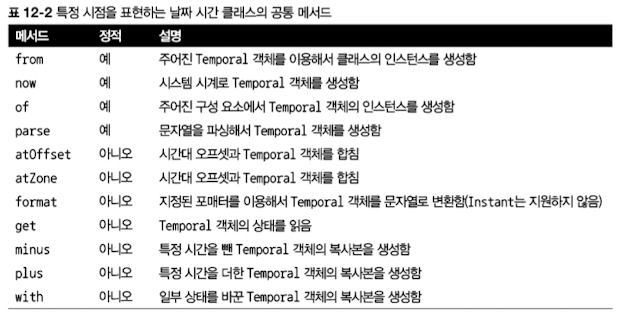 표 12-2 특정 시점을 표현하는 날짜 시간 클래스의 공통 메서드
메서드 정적 설명
from 예 주어진 Temporal 객체를 이용해서 클래스의 인스턴스를 생성함
now 예 시스템 시계로 Temporal 객체를 생성함
of 예 주어진 구성 요소에서 Temporal 객체의 인스턴스를 생성함
parse 예 문자열을 파싱해서 Temporal 객체를 생성함
atOffset 아니오 시간대 오프셋과 Temporal 객체를 합침
atZone 아니오 시간대 오프셋과 Temporal 객체를 합침
format 아니오 지정된 포매터를 이용해서 Temporal 객체를 문자열로 변환함(Instant는 지원하지 않음)
get 아니오 Temporal 객체의 상태를 읽음
minus 아니오 특정 시간을 뺀 Temporal 객체의 복사본을 생성함
plus 아니오 특정 시간을 더한 Temporal 객체의 복사본을 생성함
with 아니오 일부 상태를 바꾼 Temporal 객체의 복사본을 생성함